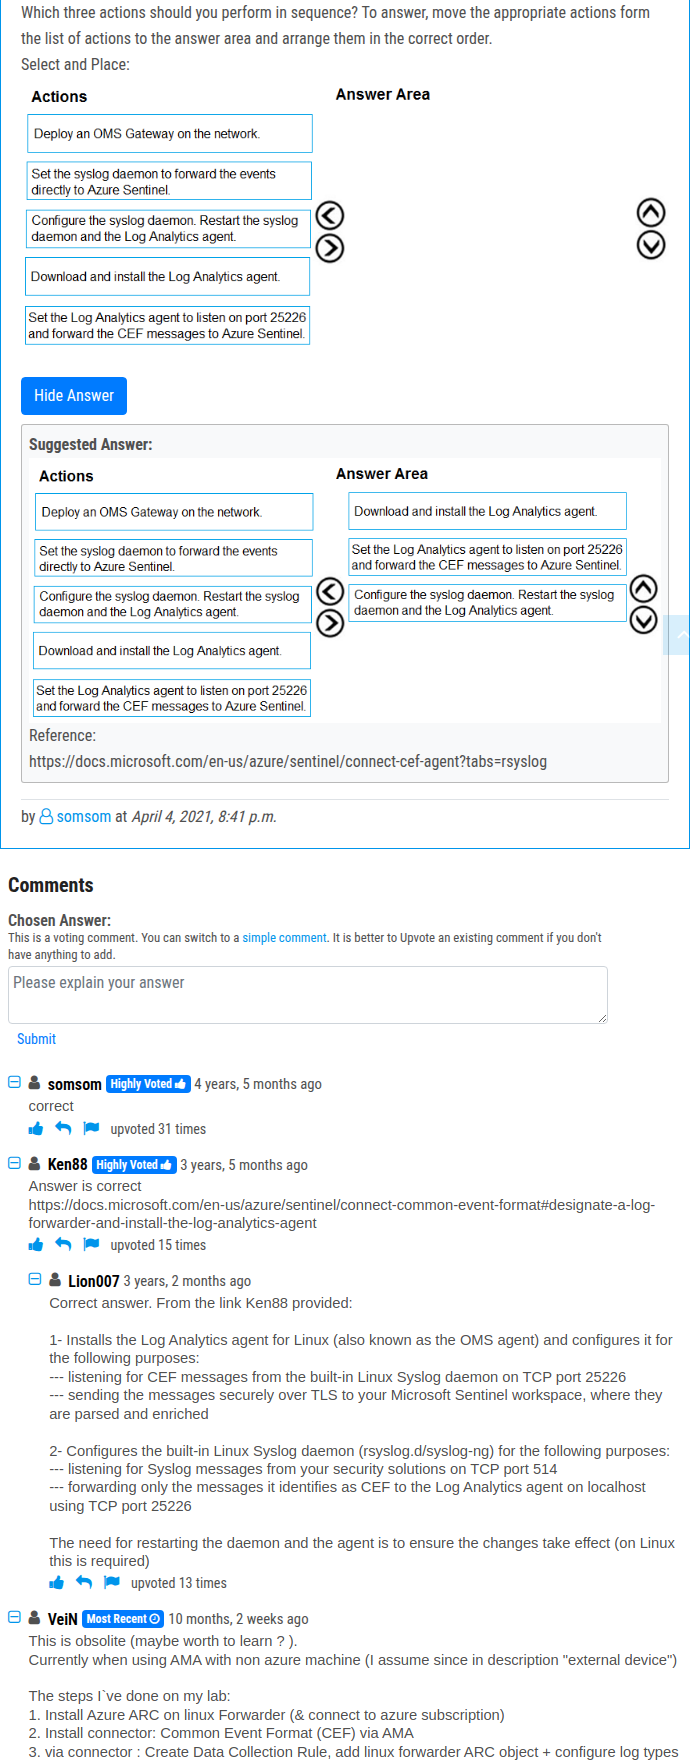 Which three actions should you perform in sequence? To answer, move the appropriate actions form
the list of actions to the answer area and arrange them in the correct order.
Select and Place:
Actions
Answer Area
Deploy an OMS Gateway on the network.
Set the syslog daemon to forward the events
directly to Azure Sentinel.
Configure the syslog daemon. Restart the syslog
daemon and the Log Analytics agent.
Download and install the Log Analytics agent.
Set the Log Analytics agent to listen on port 25226
and forward the CEF messages to Azure Sentinel.
Hide Answer
Suggested Answer:
Actions
Answer Area
Deploy an OMS Gateway on the network.
Set the syslog daemon to forward the events
directly to Azure Sentinel.
Configure the syslog daemon. Restart the syslog
daemon and the Log Analytics agent.
Download and install the Log Analytics agent.
Set the Log Analytics agent to listen on port 25226
and forward the CEF messages to Azure Sentinel.
Download and install the Log Analytics agent.
Set the Log Analytics agent to listen on port 25226
and forward the CEF messages to Azure Sentinel.
Configure the syslog daemon. Restart the syslog
daemon and the Log Analytics agent.
Reference:
https://docs.microsoft.com/en-us/azure/sentinel/connect-cef-agent?tabs=rsyslog
by somsom at April 4, 2021, 8:41 p.m.
Comments
Chosen Answer:
This is a voting comment. You can switch to a simple comment. It is better to Upvote an existing comment if you don't
have anything to add.
Please explain your answer
Submit
somsom Highly Voted 4 years, 5 months ago
correct
upvoted 31 times
Ken88 Highly Voted 3 years, 5 months ago
Answer is correct
https://docs.microsoft.com/en-us/azure/sentinel/connect-common-event-format#designate-a-log-
forwarder-and-install-the-log-analytics-agent
upvoted 15 times
Lion007 3 years, 2 months ago
Correct answer. From the link Ken88 provided:
1- Installs the Log Analytics agent for Linux (also known as the OMS agent) and configures it for
the following purposes:
--- listening for CEF messages from the built-in Linux Syslog daemon on TCP port 25226
--- sending the messages securely over TLS to your Microsoft Sentinel workspace, where they
are parsed and enriched
2- Configures the built-in Linux Syslog daemon (rsyslog.d/syslog-ng) for the following purposes:
--- listening for Syslog messages from your security solutions on TCP port 514
--- forwarding only the messages it identifies as CEF to the Log Analytics agent on localhost
using TCP port 25226
The need for restarting the daemon and the agent is to ensure the changes take effect (on Linux
this is required)
upvoted 13 times
VeiN Most Recent 10 months, 2 weeks ago
This is obsolite (maybe worth to learn ? ).
Currently when using AMA with non azure machine (I assume since in description "external device")
The steps I`ve done on my lab:
1. Install Azure ARC on linux Forwarder (& connect to azure subscription)
2. Install connector: Common Event Format (CEF) via AMA
3. via connector : Create Data Collection Rule, add linux forwarder ARC object + configure log types